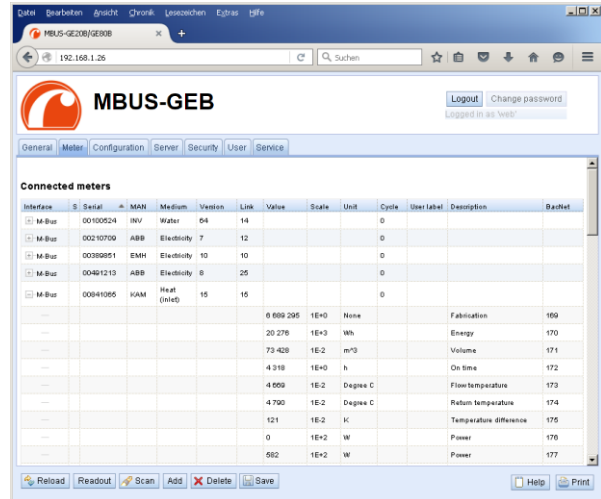 Datei Bearbeiten Ansicht Chronik Lesezeichen Extras Hilfe
MBUS-GE20B/GE80B
192.168.1.26 Suchen
MBUS-GEB
Logout Change password
Logged in as 'web'
General Meter Configuration Server Security User Service
Connected meters
Interface S Serial MAN Medium Version Link Value Scale Unit Cycle User label Description BacNet
M-Bus 00100524 INV Water 64 14 0
M-Bus 00210709 ABB Electricity 7 12 0
M-Bus 00389851 EMH Electricity 10 10 0
M-Bus 00491213 ABB Electricity 8 25 0
M-Bus 00841065 KAM Heat (inlet) 15 15 0
6 689 295 1E+0 None Fabrication 169
20 276 1E+3 Wh Energy 170
73 428 1E-2 m^3 Volume 171
4 318 1E+0 h On time 172
4 669 1E-2 Degree C Flow temperature 173
4 790 1E-2 Degree C Return temperature 174
121 1E-2 K Temperature difference 175
0 1E+2 W Power 176
582 1E+2 W Power 177
Reload Readout Scan Add Delete Save Help Print